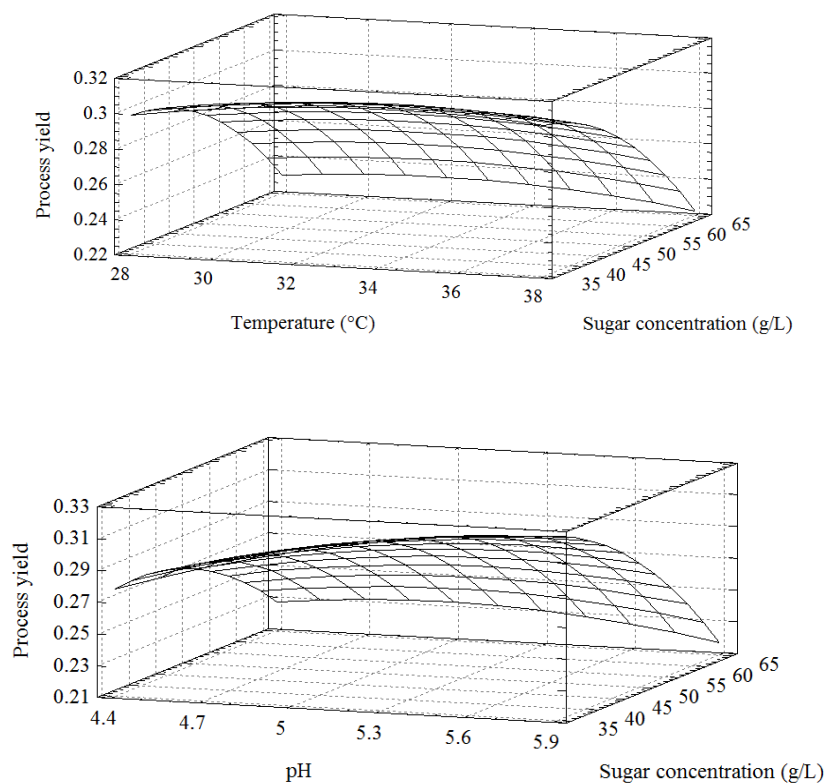 Process yield
0.32
0.3
0.28
0.26
0.24
0.22
28 30 32 34 36 38
35 40 45 50 55 60 65
Temperature (°C) Sugar concentration (g/L)
Process yield
0.33
0.31
0.29
0.27
0.25
0.23
0.21
4.4 4.7 5 5.3 5.6 5.9
35 40 45 50 55 60 65
pH Sugar concentration (g/L)